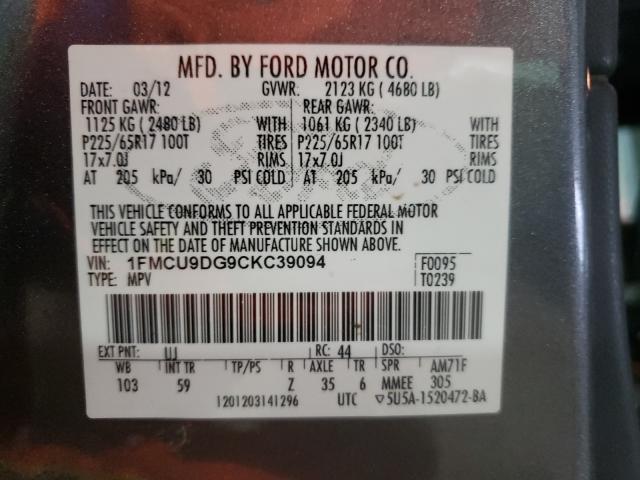 MFD. BY FORD MOTOR CO.
DATE: 03/12 GVWR: 2123 KG ( 4680 LB)
FRONT GAWR: REAR GAWR:
1125 KG ( 2480 LB) WITH 1061 KG ( 2340 LB) WITH
P225/65R17 100T TIRES P225/65R17 100T TIRES
17x7.0J RIMS 17x7.0J RIMS
AT 205 kPa/ 30 PSI COLD AT 205 kPa/ 30 PSI COLD
THIS VEHICLE CONFORMS TO ALL APPLICABLE FEDERAL MOTOR
VEHICLE SAFETY AND THEFT PREVENTION STANDARDS IN
EFFECT ON THE DATE OF MANUFACTURE SHOWN ABOVE.
VIN: 1FMCU9DG9CKC39094 F0095
TYPE: MPV T0239
EXT PNT: UJ RC: 44 DSO:
WB INT TR TP/PS R AXLE TR SPR AM71F
103 59 Z 35 6 MMEE 305
1201203141296 UTC ▽5U5A-1520472-BA